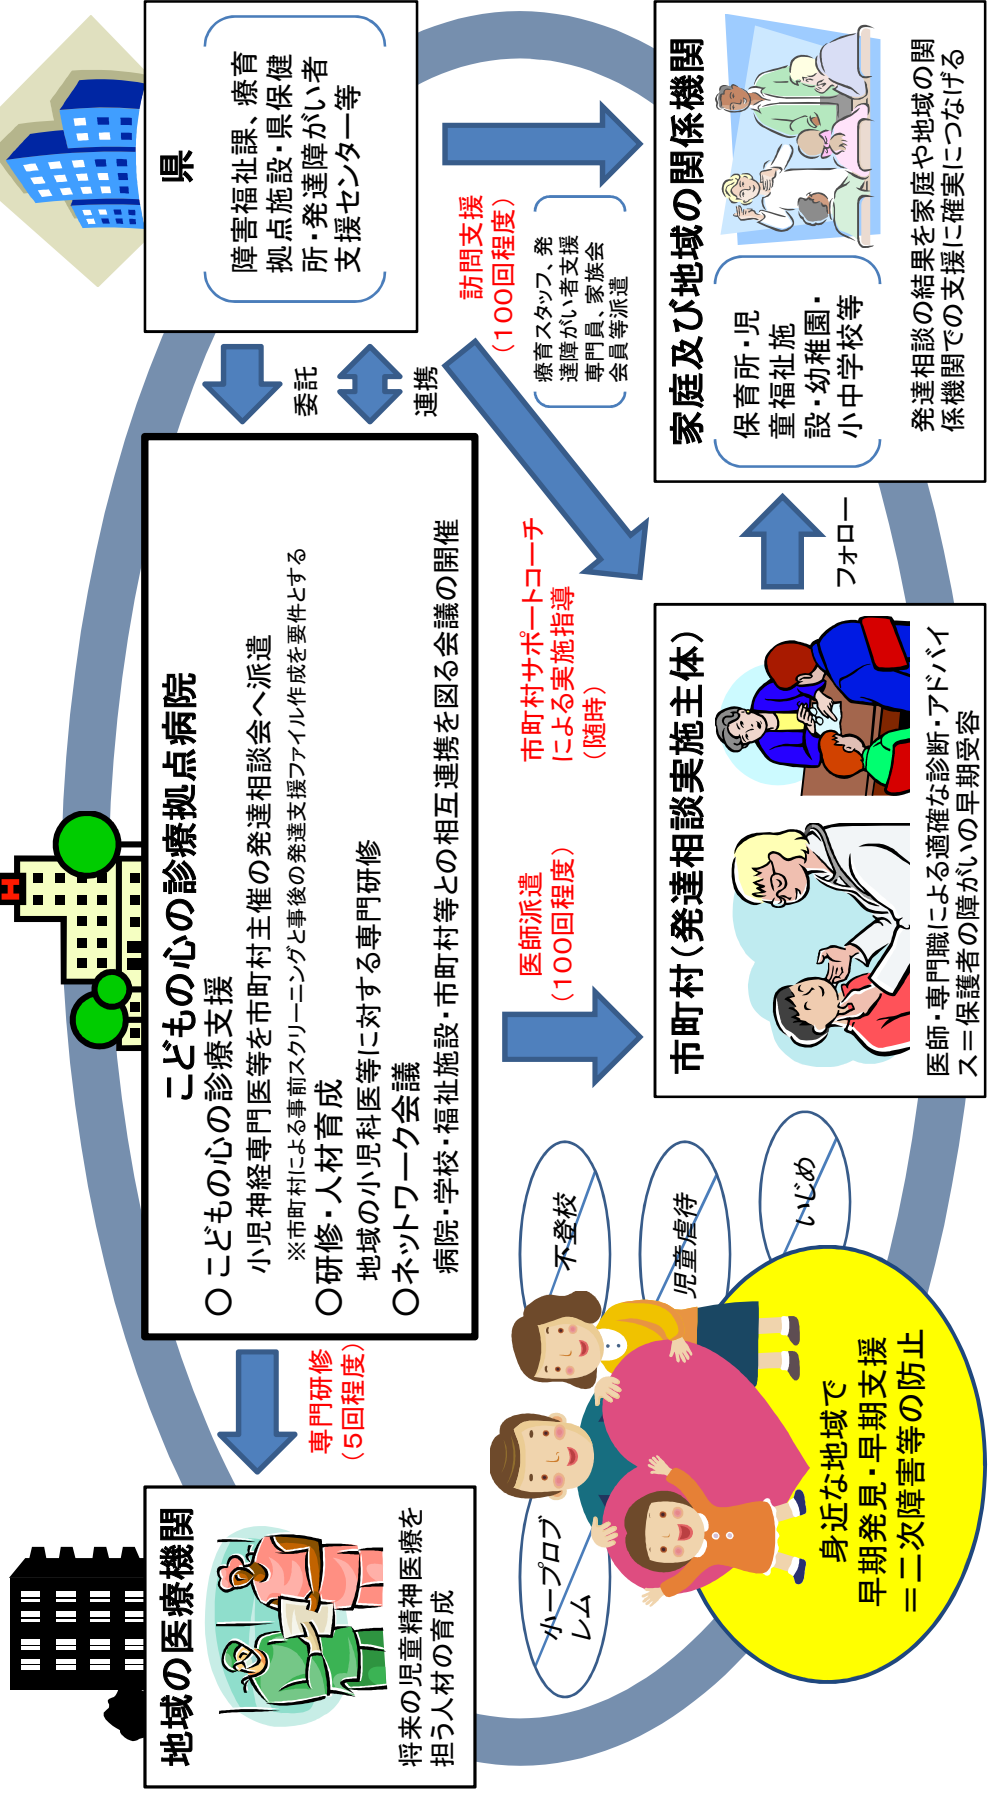 地域の医療機関
将来の児童精神医療を
担う人材の育成
専門研修
（５回程度）
こどもの心の診療拠点病院
○こどもの心の診療支援
小児神経専門医等を市町村主催の発達相談会へ派遣
※市町村による事前スクリーニングと事後の発達支援ファイル作成を要件とする
○研修・人材育成
地域の小児科医等に対する専門研修
○ネットワーク会議
病院・学校・福祉施設・市町村等との相互連携を図る会議の開催
H
委託
連携
県
障害福祉課、療育
拠点施設・県保健
所・発達障がい者
支援センター等
医師派遣
（１００回程度）
市町村サポートコーチ
による実施指導
（随時）
訪問支援
（１００回程度）
療育スタッフ、発
達障がい者支援
専門員、家族会
会員等派遣
小一プロブ
レム
不登校
児童虐待
いじめ
身近な地域で
早期発見・早期支援
＝二次障害等の防止
市町村（発達相談実施主体）
医師・専門職による適確な診断・アドバイ
ス＝保護者の障がいの早期受容
フォロー
家庭及び地域の関係機関
保育所・児
童福祉施
設・幼稚園・
小中学校等
発達相談の結果を家庭や地域の関
係機関での支援に確実につなげる